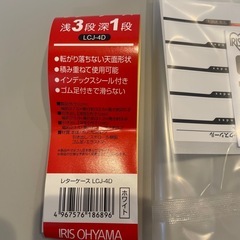 浅3段深1段
LCJ-4D
●転がり落ちない天面形状
●積み重ねて使用可能
●インデックスシール付き
●ゴム足付きで滑らない
IRIS OHYAMA
レターケース LCJ-4D
ホワイト
4 967576 186896
IRIS OHYAMA
IRIS